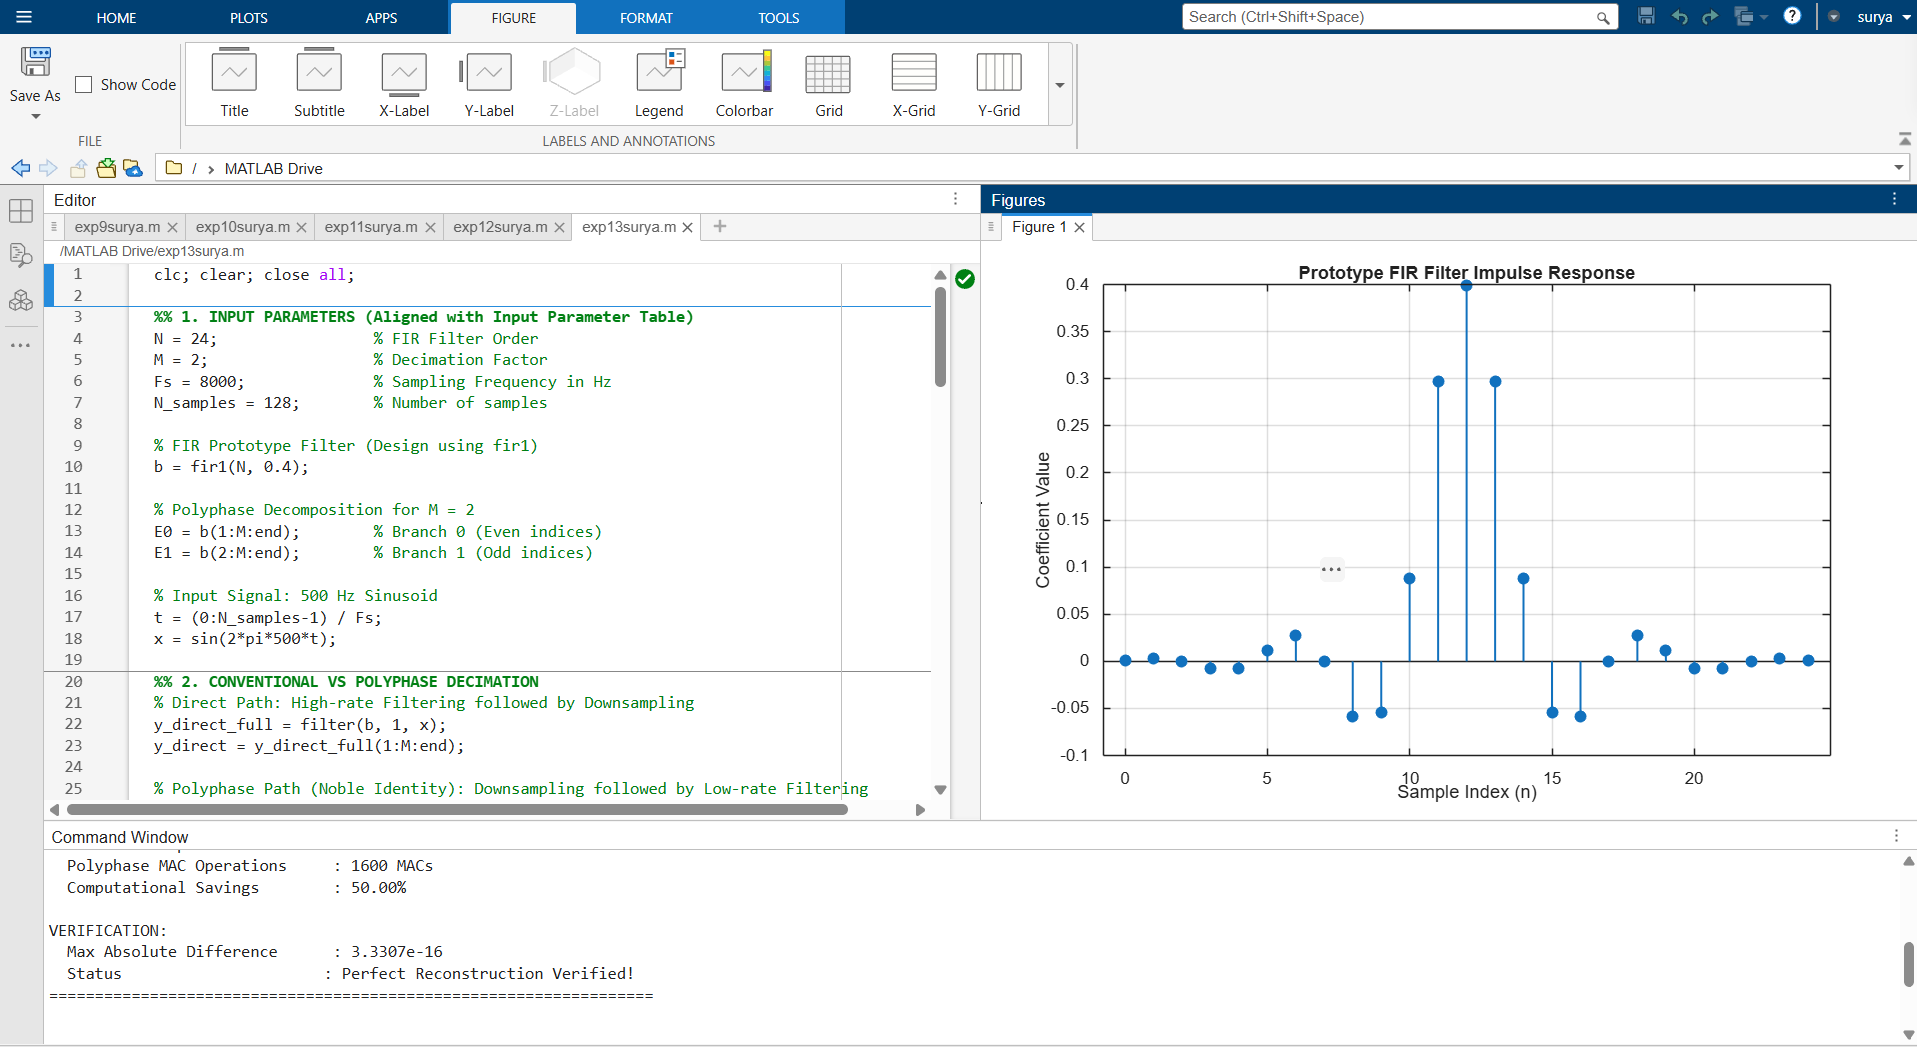 HOME PLOTS APPS FIGURE FORMAT TOOLS Search (Ctrl+Shift+Space) surya
Save As Show Code
Title Subtitle X-Label Y-Label Z-Label Legend Colorbar Grid X-Grid Y-Grid
FILE LABELS AND ANNOTATIONS
/ › MATLAB Drive
Editor
exp9surya.m exp10surya.m exp11surya.m exp12surya.m exp13surya.m
/MATLAB Drive/exp13surya.m
1 clc; clear; close all;
2
3 %% 1. INPUT PARAMETERS (Aligned with Input Parameter Table)
4 N = 24; % FIR Filter Order
5 M = 2; % Decimation Factor
6 Fs = 8000; % Sampling Frequency in Hz
7 N_samples = 128; % Number of samples
8
9 % FIR Prototype Filter (Design using fir1)
10 b = fir1(N, 0.4);
11
12 % Polyphase Decomposition for M = 2
13 E0 = b(1:M:end); % Branch 0 (Even indices)
14 E1 = b(2:M:end); % Branch 1 (Odd indices)
15
16 % Input Signal: 500 Hz Sinusoid
17 t = (0:N_samples-1) / Fs;
18 x = sin(2*pi*500*t);
19
20 %% 2. CONVENTIONAL VS POLYPHASE DECIMATION
21 % Direct Path: High-rate Filtering followed by Downsampling
22 y_direct_full = filter(b, 1, x);
23 y_direct = y_direct_full(1:M:end);
24
25 % Polyphase Path (Noble Identity): Downsampling followed by Low-rate Filtering
Figures
Figure 1
Prototype FIR Filter Impulse Response
0.4
0.35
0.3
0.25
0.2
0.15
0.1
0.05
0
-0.05
-0.1
Coefficient Value
0 5 10 15 20
Sample Index (n)
Command Window
Polyphase MAC Operations : 1600 MACs
Computational Savings : 50.00%
VERIFICATION:
Max Absolute Difference : 3.3307e-16
Status : Perfect Reconstruction Verified!
==================================================================